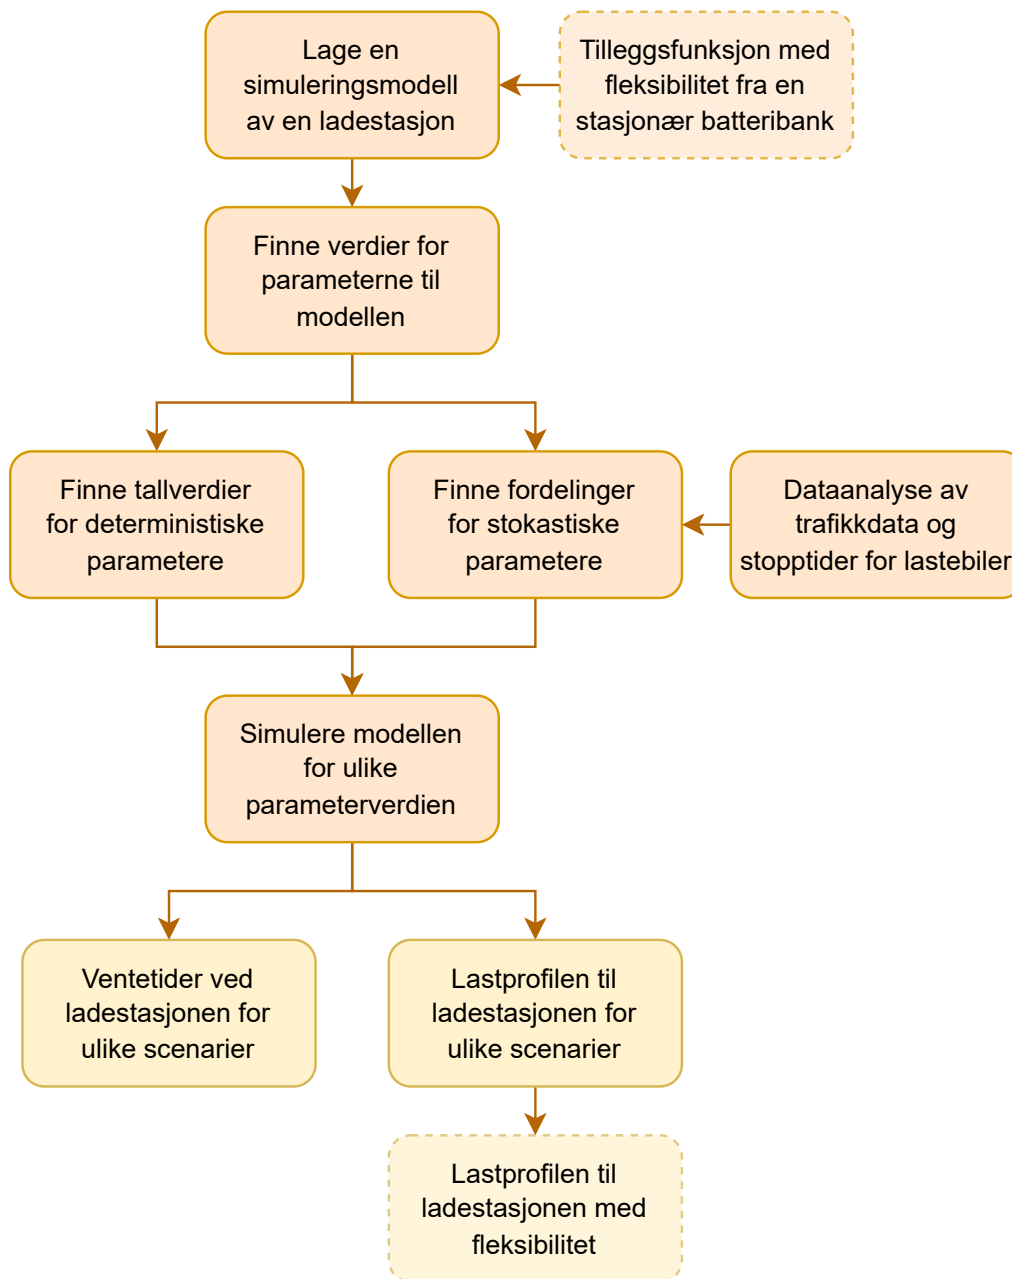 Lage en
simuleringsmodell
av en ladestasjon
Tilleggsfunksjon med
fleksibilitet fra en
stasjonær batteribank
Finne verdier for
parameterne til
modellen
Finne tallverdier
for deterministiske
parametere
Finne fordelinger
for stokastiske
parametere
Dataanalyse av
trafikkdata og
stopptider for lastebiler
Simulere modellen
for ulike
parameterverdien
Ventetider ved
ladestasjonen for
ulike scenarier
Lastprofilen til
ladestasjonen for
ulike scenarier
Lastprofilen til
ladestasjonen med
fleksibilitet